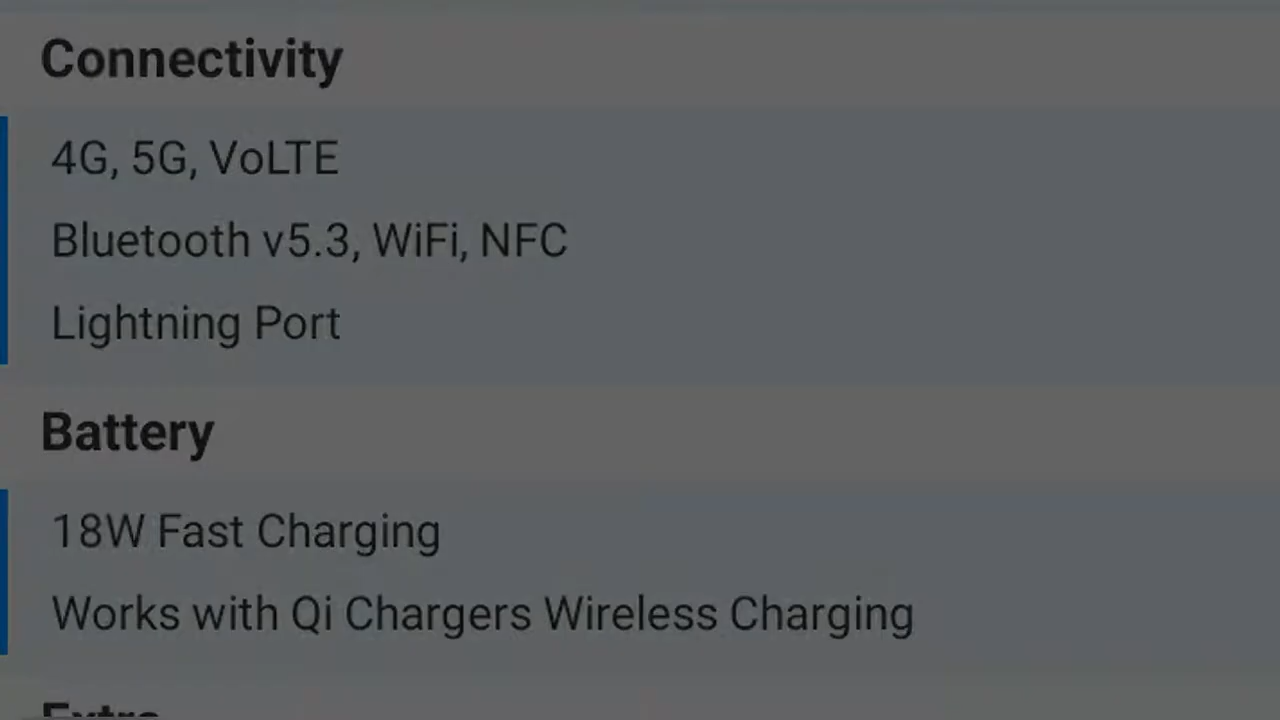 Connectivity
4G, 5G, VoLTE
Bluetooth v5.3, WiFi, NFC
Lightning Port
Battery
18W Fast Charging
Works with Qi Chargers Wireless Charging
Extra